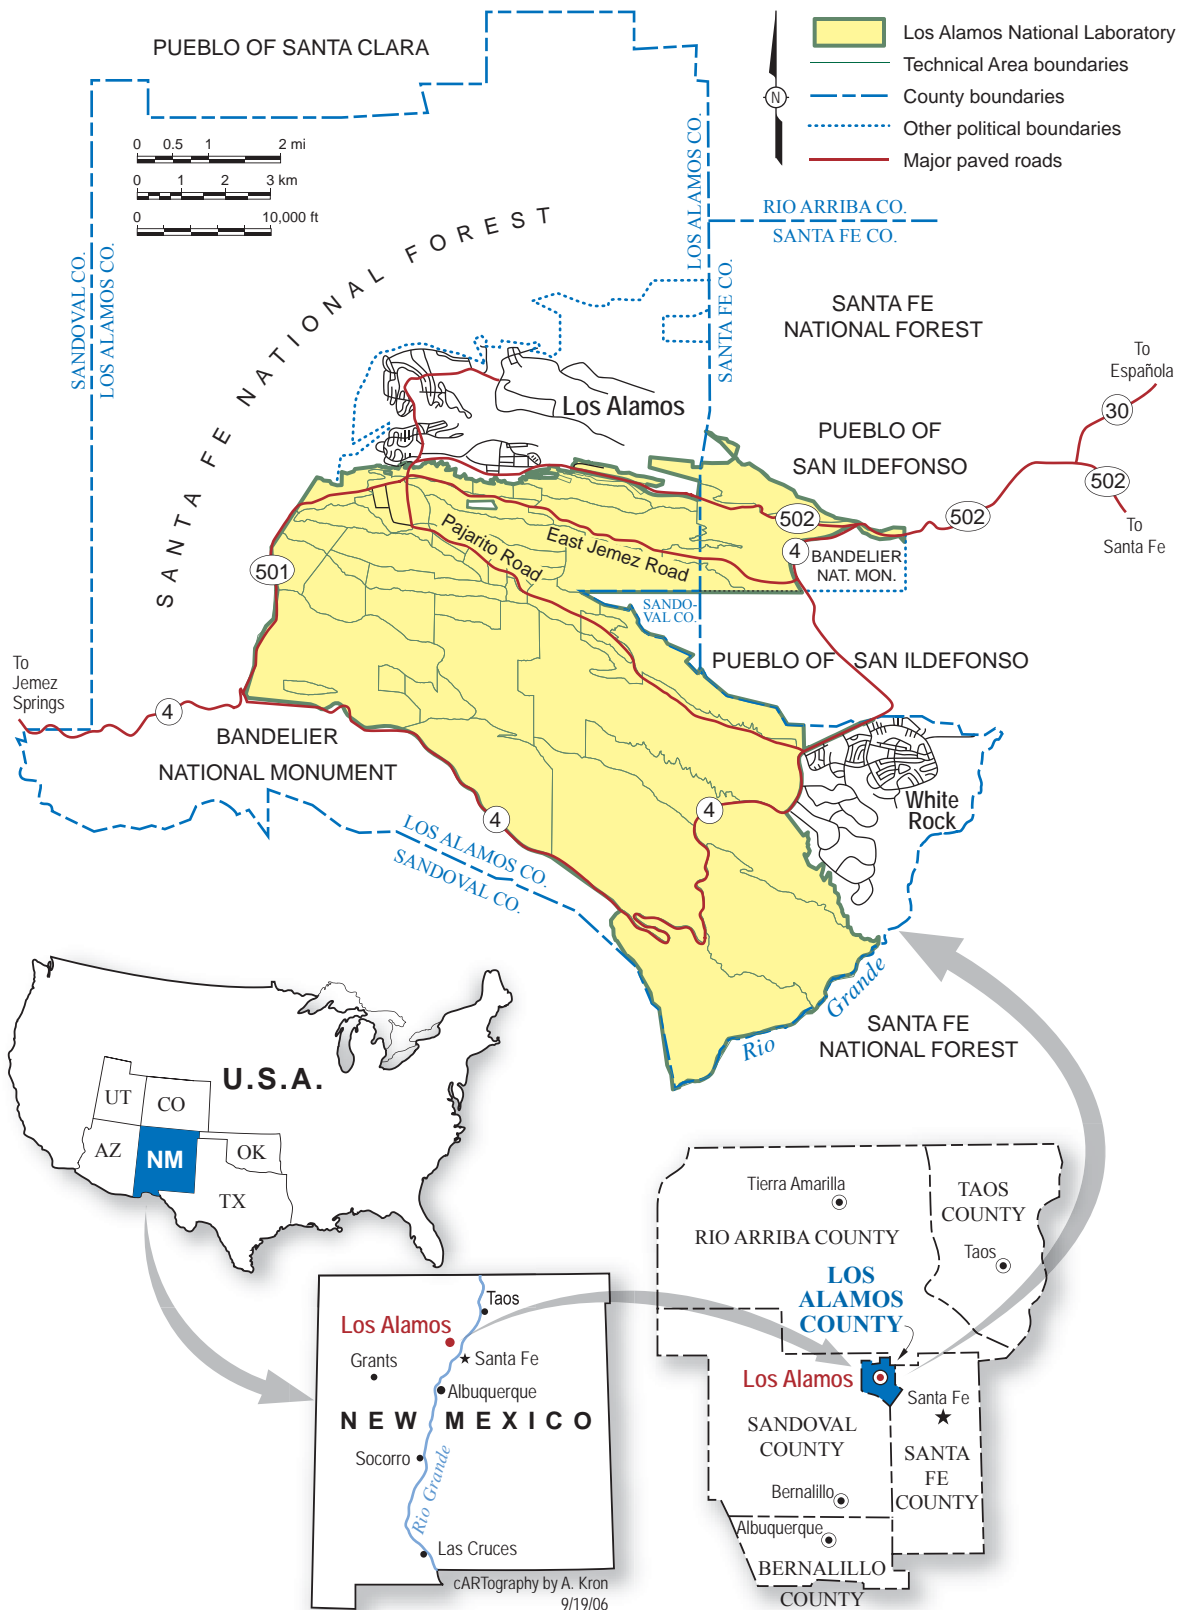 PUEBLO OF SANTA CLARA
Los Alamos National Laboratory
Technical Area boundaries
County boundaries
Other political boundaries
Major paved roads
N
0 0.5 1 2 mi
0 1 2 3 km
0 10,000 ft
SANDOVAL CO.
LOS ALAMOS CO.
LOS ALAMOS CO.
SANTA FE CO.
RIO ARRIBA CO.
SANTA FE CO.
SANTA FE NATIONAL FOREST
SANTA FE
NATIONAL FOREST
Los Alamos
To
Española
30
PUEBLO OF
SAN ILDEFONSO
502
To
Santa Fe
502
502
4
BANDELIER
NAT. MON.
East Jemez Road
Pajarito Road
501
SANDO-
VAL CO.
PUEBLO OF SAN ILDEFONSO
To
Jemez
Springs
4
BANDELIER
NATIONAL MONUMENT
White
Rock
4
4
LOS ALAMOS CO.
SANDOVAL CO.
Rio Grande
SANTA FE
NATIONAL FOREST
U.S.A.
UT
CO
AZ
NM
OK
TX
Taos
Los Alamos
Santa Fe
Grants
Albuquerque
NEW MEXICO
Socorro
Rio Grande
Las Cruces
cARTography by A. Kron
9/19/06
Tierra Amarilla
RIO ARRIBA COUNTY
TAOS
COUNTY
Taos
LOS
ALAMOS
COUNTY
Los Alamos
Santa Fe
SANDOVAL
COUNTY
SANTA
FE
COUNTY
Bernalillo
Albuquerque
BERNALILLO
COUNTY